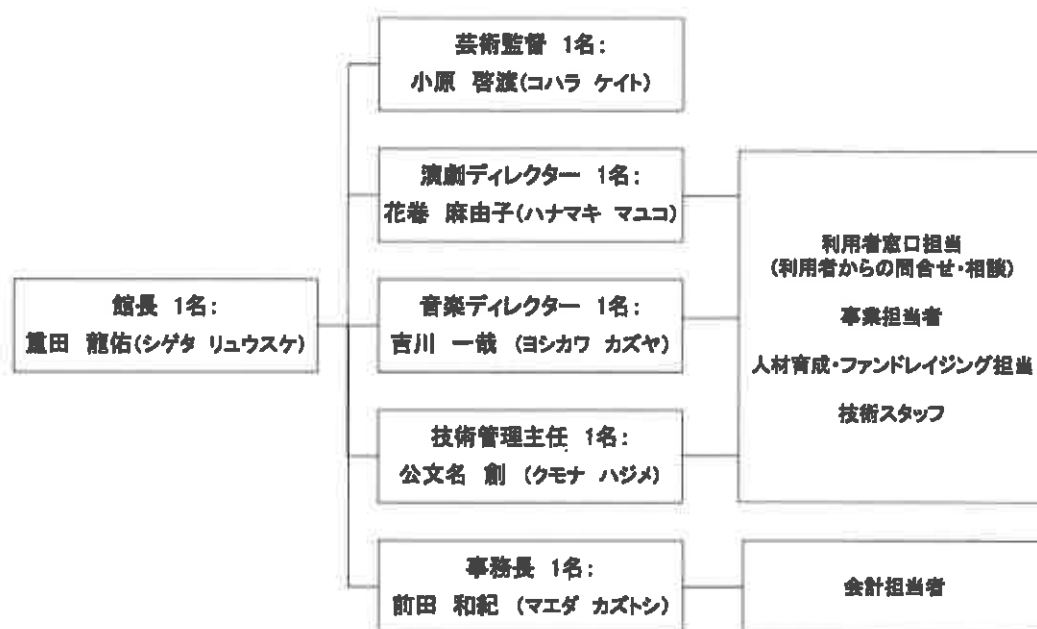 芸術監督 1名:
小原 啓渡(コハラ ケイト)
演劇ディレクター 1名:
花巻 麻由子(ハナマキ マユコ)
利用者窓口担当
(利用者からの問合せ・相談)
館長 1名:
重田 龍佑(シゲタ リュウスケ)
音楽ディレクター 1名:
吉川 一哉 (ヨシカワ カズヤ)
事業担当者
人材育成・ファンドレイジング担当
技術スタッフ
技術管理主任 1名:
公文名 創 (クモナ ハジメ)
事務長 1名:
前田 和紀 (マエダ カズトシ)
会計担当者